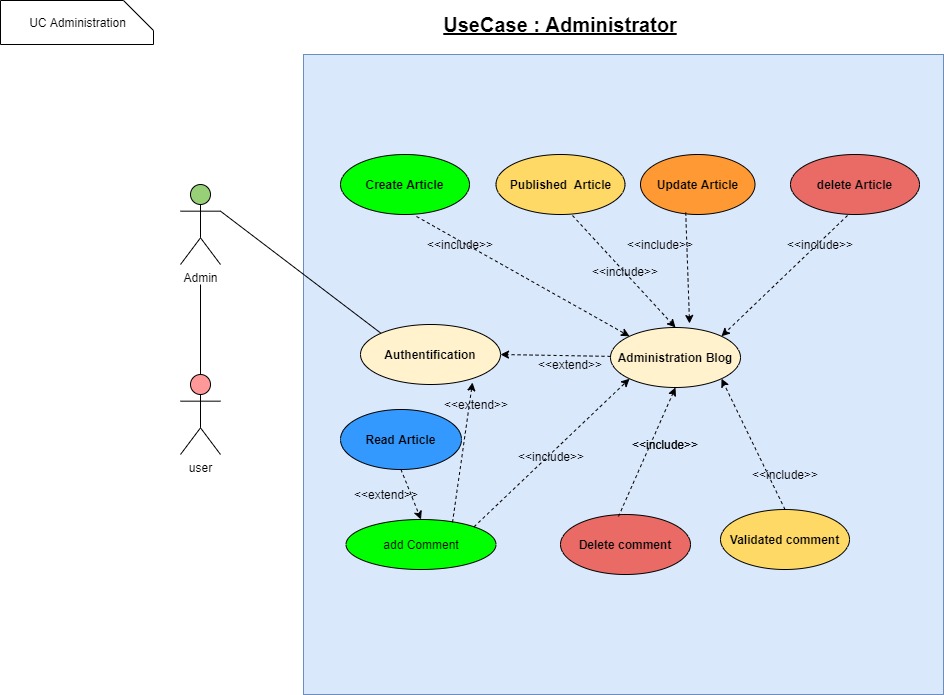 UC Administration
UseCase : Administrator
Create Article
Published  Article
Update Article
delete Article
<<include>>
<<include>>
<<include>>
<<include>>
Admin
Authentification
<<extend>>
Administration Blog
<<extend>>
Read Article
<<include>>
<<include>>
user
<<extend>>
<<include>>
add Comment
Delete comment
Validated comment